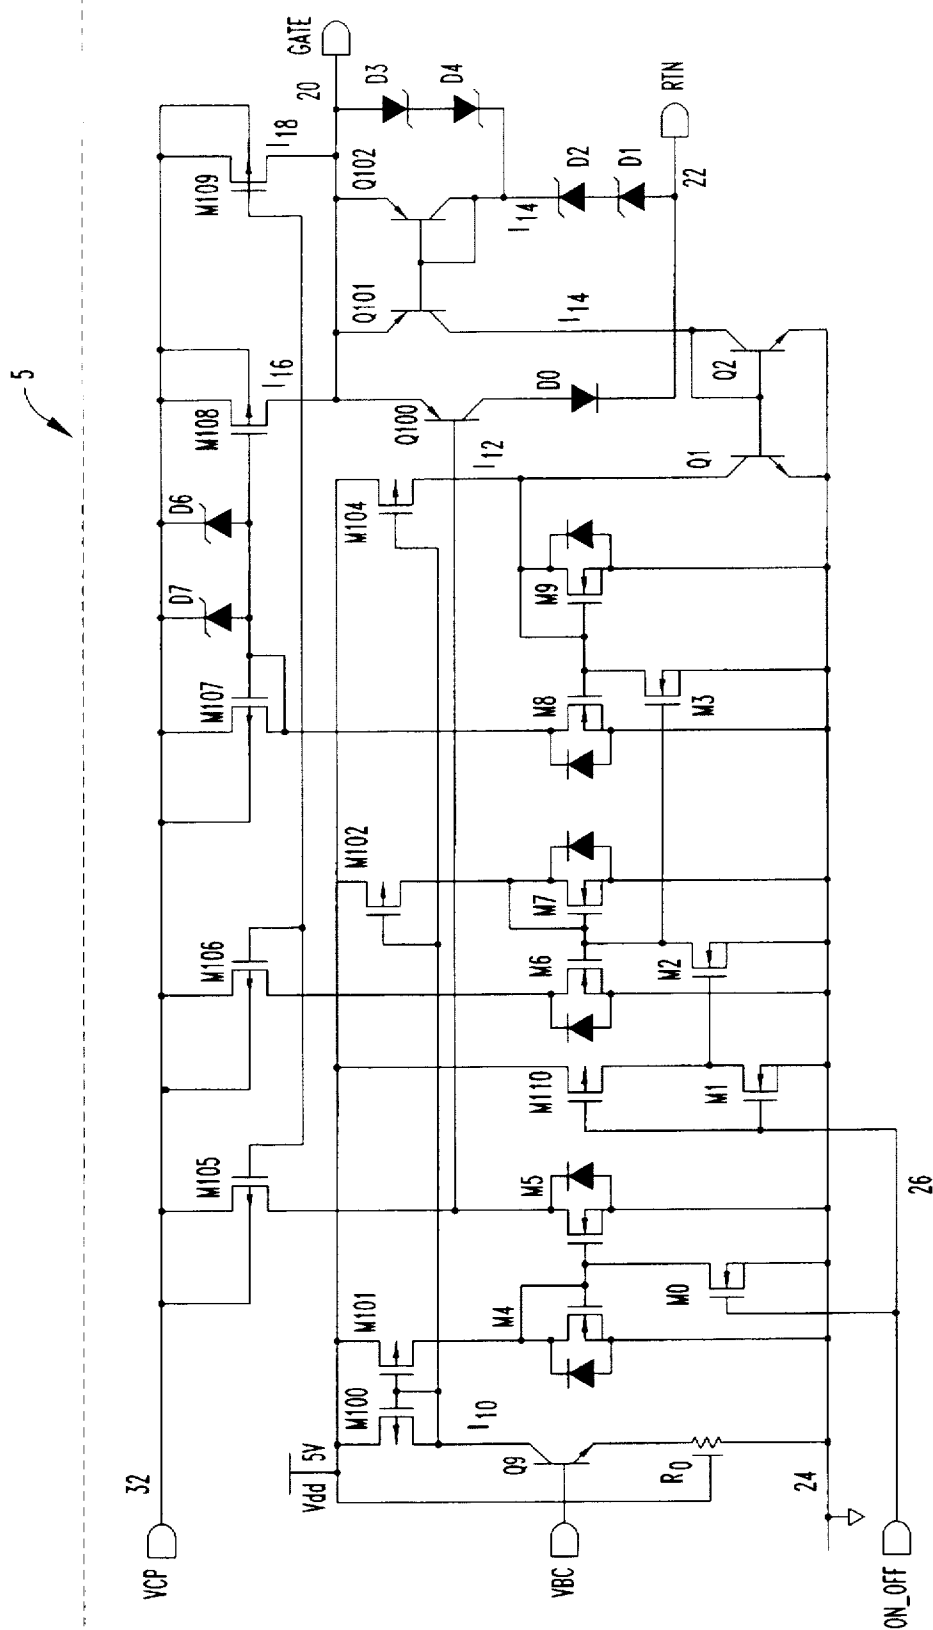 5
VCP
32
M105
M106
M107
D7
D6
M108
I16
M109
I18
20
GATE
Vdd 5V
M100
M101
M102
M104
Q100
Q101
Q102
D3
D4
I10
I12
I14
I14
D0
D2
D1
RTN
22
VBC
Q9
M4
M5
M110
M6
M7
M8
M9
R0
M0
M1
M2
M3
Q1
Q2
24
ON_OFF
26